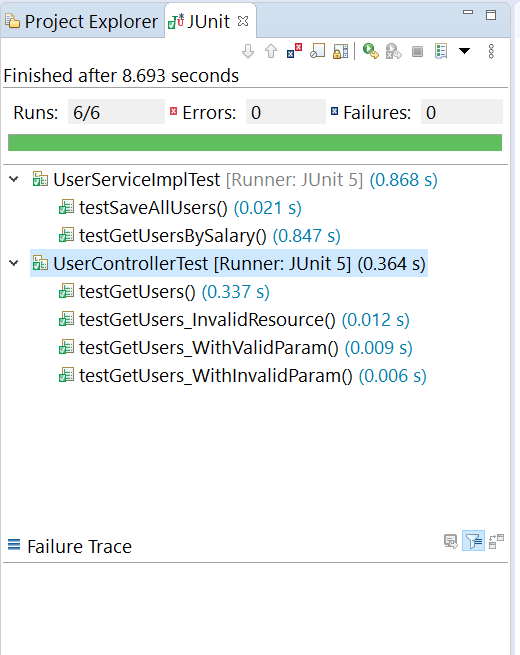 Project Explorer JUnit
Finished after 8.693 seconds
Runs: 6/6 Errors: 0 Failures: 0
UserServiceImplTest [Runner: JUnit 5] (0.868 s)
testSaveAllUsers() (0.021 s)
testGetUsersBySalary() (0.847 s)
UserControllerTest [Runner: JUnit 5] (0.364 s)
testGetUsers() (0.337 s)
testGetUsers_InvalidResource() (0.012 s)
testGetUsers_WithValidParam() (0.009 s)
testGetUsers_WithInvalidParam() (0.006 s)
Failure Trace